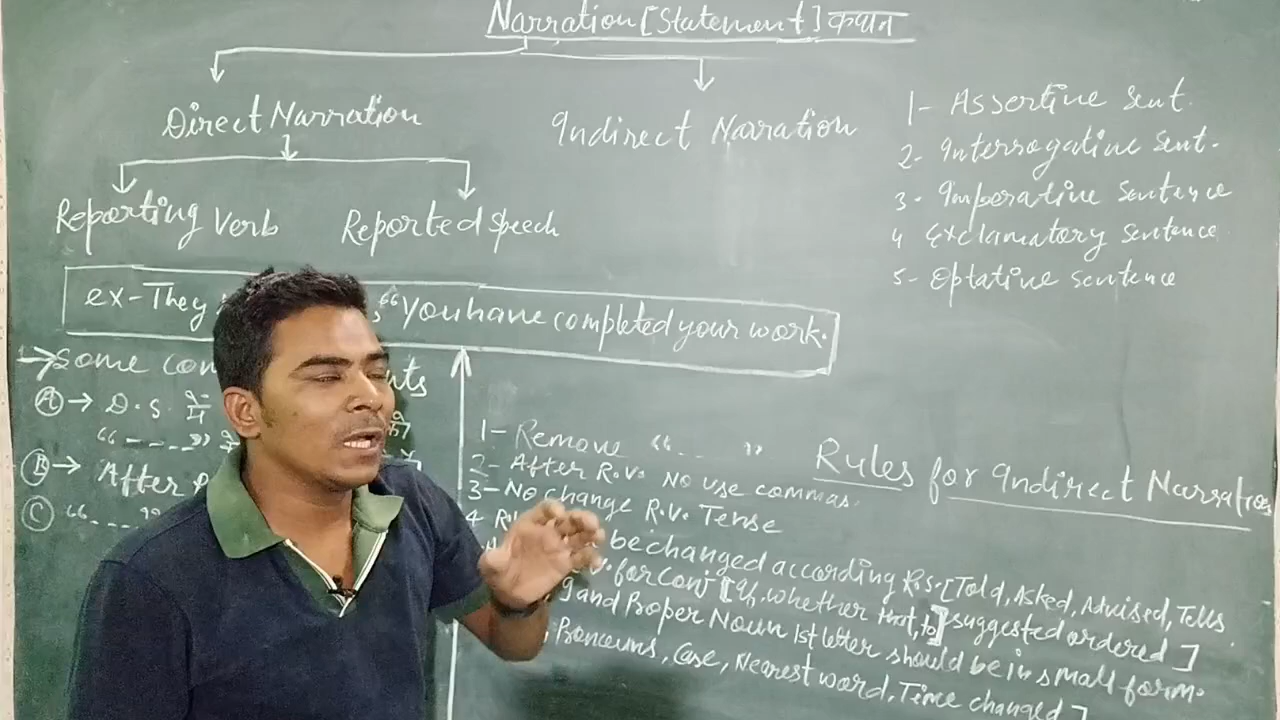 Narration [Statement] कथन
Direct Narration
Indirect Narration
Reporting Verb
Reported Speech
1- Assertive sent.
2- Interrogative sent.
3- Imperative sentence
4 Exclamatory sentence
5- Optative sentence
ex- They , “You have completed your work.
→ Some
Ⓐ → D.S. में
“ - - - - ”
Ⓑ → After
Ⓒ “ - - - - ”
Rules for Indirect Narration
1- Remove “ - - - ”
2- After R.V. No use commas.
3- No change R.V. Tense
4 be changed according R.S. [Told, Asked, Advised, Tells
suggested ordered]
for Conj [If, whether that, to]
and Proper Noun 1st letter should be in small form.
Pronouns, Case, Nearest word, Time changed]